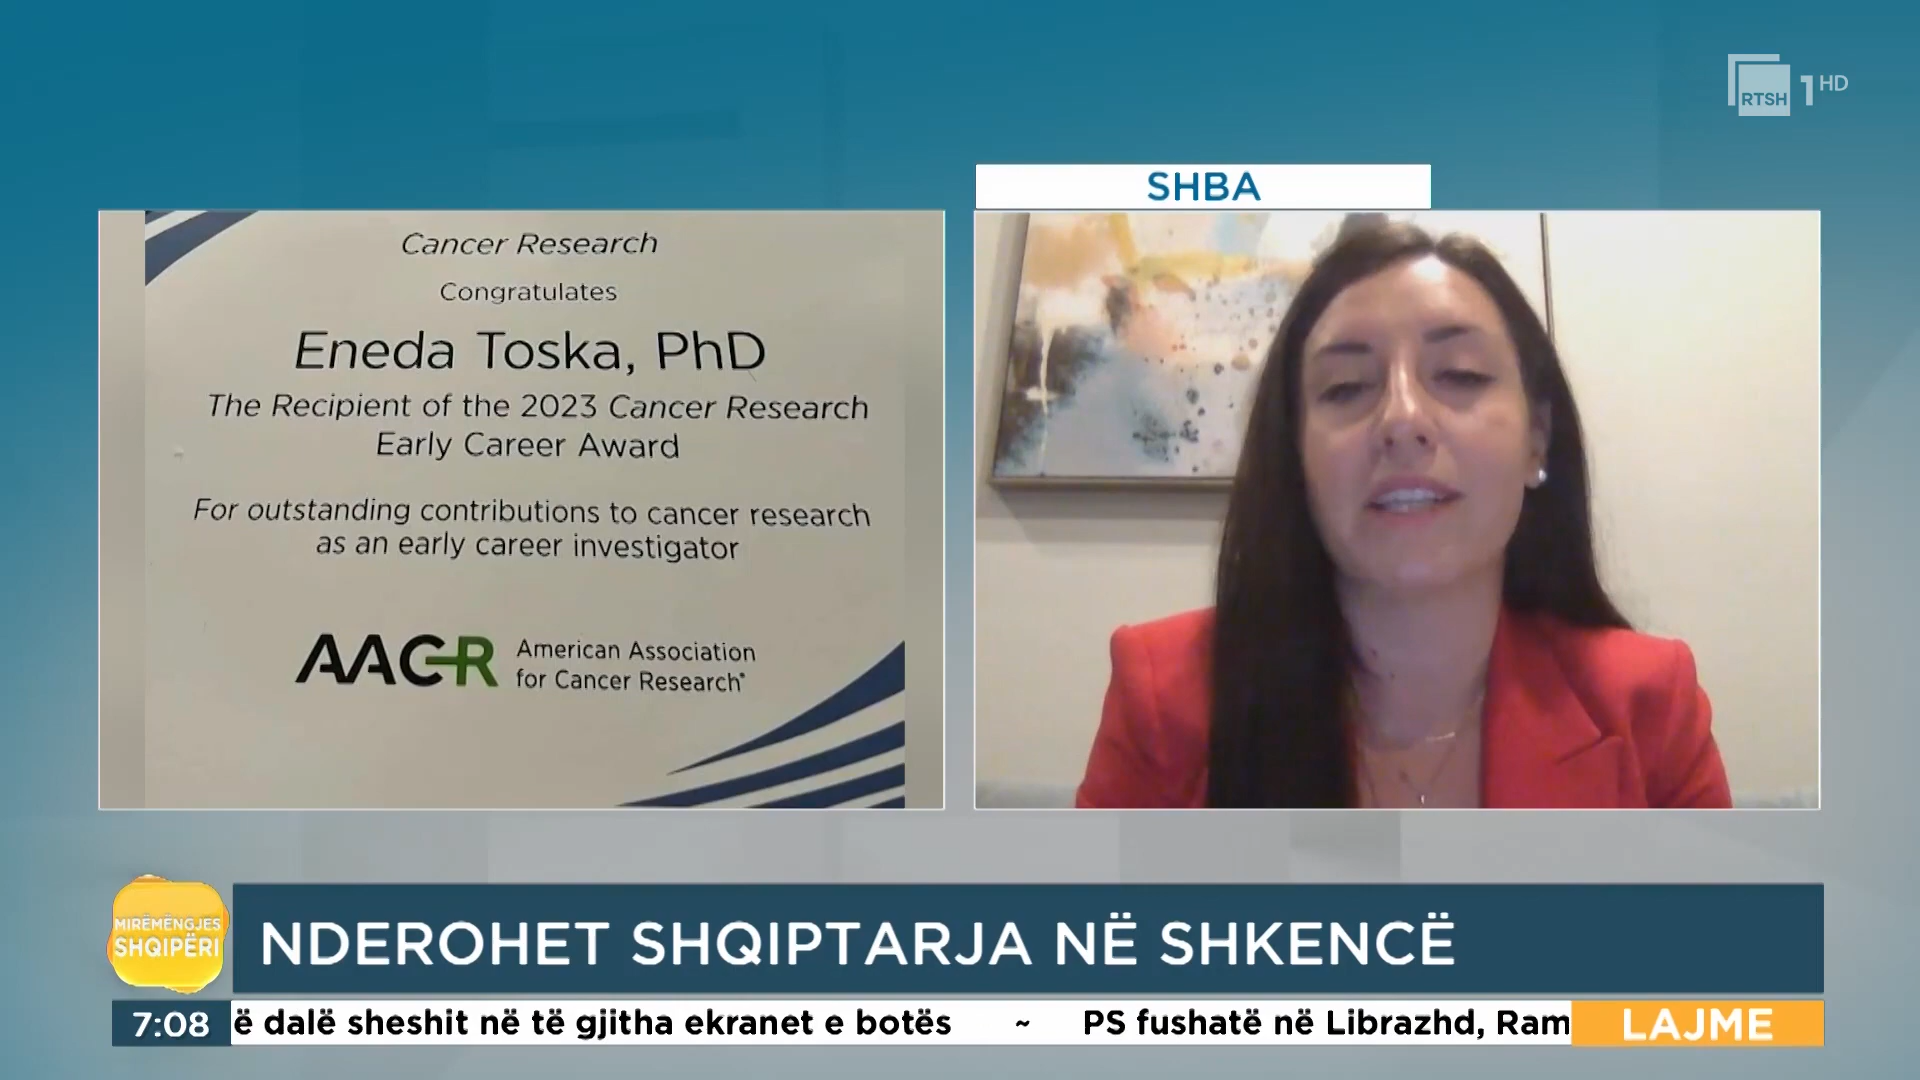 RTSH 1 HD
SHBA
Cancer Research
Congratulates
Eneda Toska, PhD
The Recipient of the 2023 Cancer Research
Early Career Award
For outstanding contributions to cancer research
as an early career investigator
AACR American Association
for Cancer Research®
MIRËMËNGJES
SHQIPËRI
NDEROHET SHQIPTARJA NË SHKENCË
7:08 ë dalë sheshit në të gjitha ekranet e botës ~ PS fushatë në Librazhd, Ram LAJME